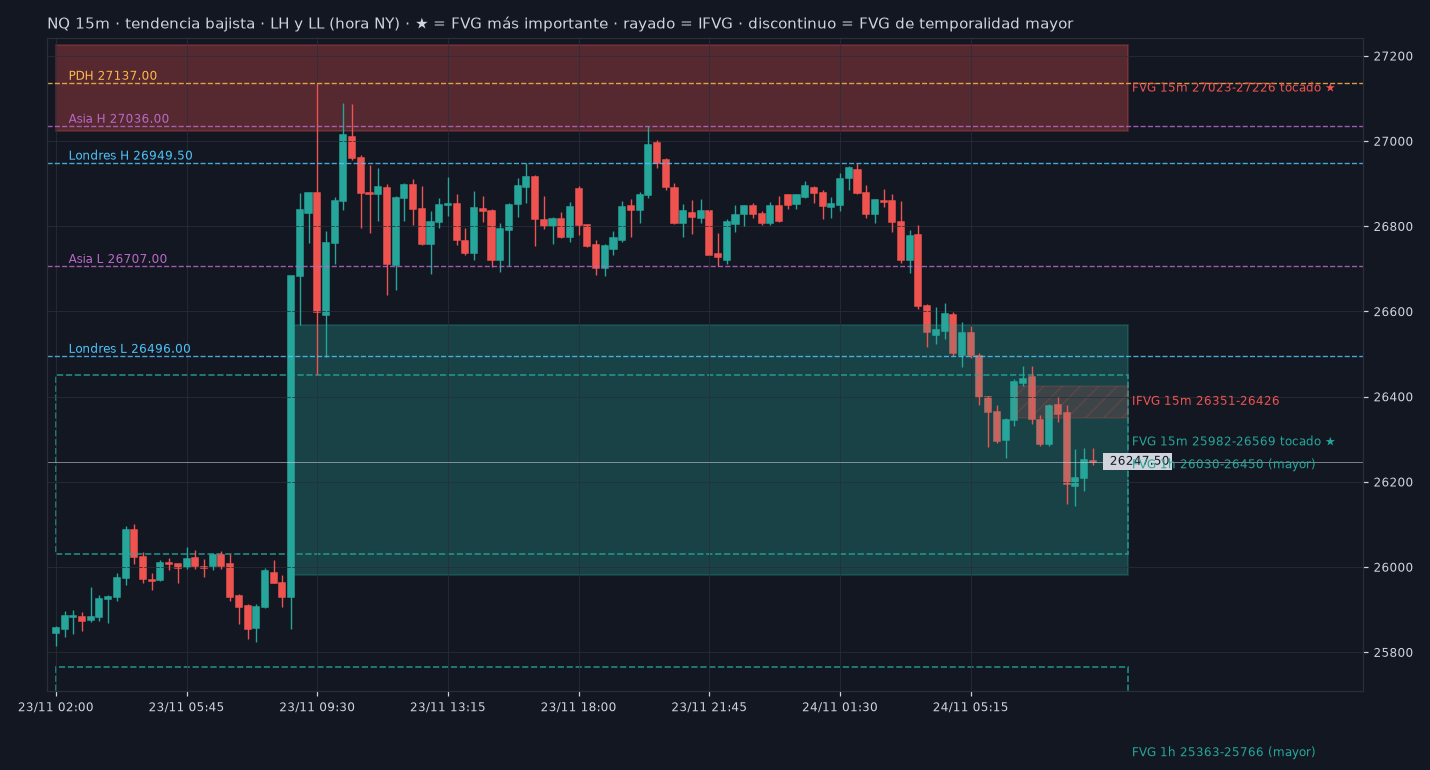 NQ 15m · tendencia bajista · LH y LL (hora NY) · ★ = FVG más importante · rayado = IFVG · discontinuo = FVG de temporalidad mayor
27200
PDH 27137.00
FVG 15m 27023-27226 tocado ★
Asia H 27036.00
27000
Londres H 26949.50
26800
Asia L 26707.00
26600
Londres L 26496.00
26400
IFVG 15m 26351-26426
FVG 15m 25982-26569 tocado ★
26247.50
FVG 1h 26030-26450 (mayor)
26200
26000
25800
23/11 02:00
23/11 05:45
23/11 09:30
23/11 13:15
23/11 18:00
23/11 21:45
24/11 01:30
24/11 05:15
FVG 1h 25363-25766 (mayor)